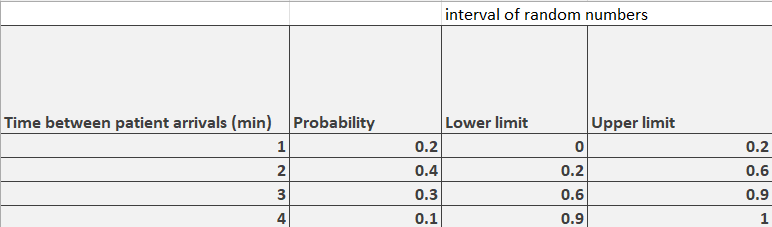 interval of random numbers
Time between patient arrivals (min) Probability Lower limit Upper limit
1 0.2 0 0.2
2 0.4 0.2 0.6
3 0.3 0.6 0.9
4 0.1 0.9 1